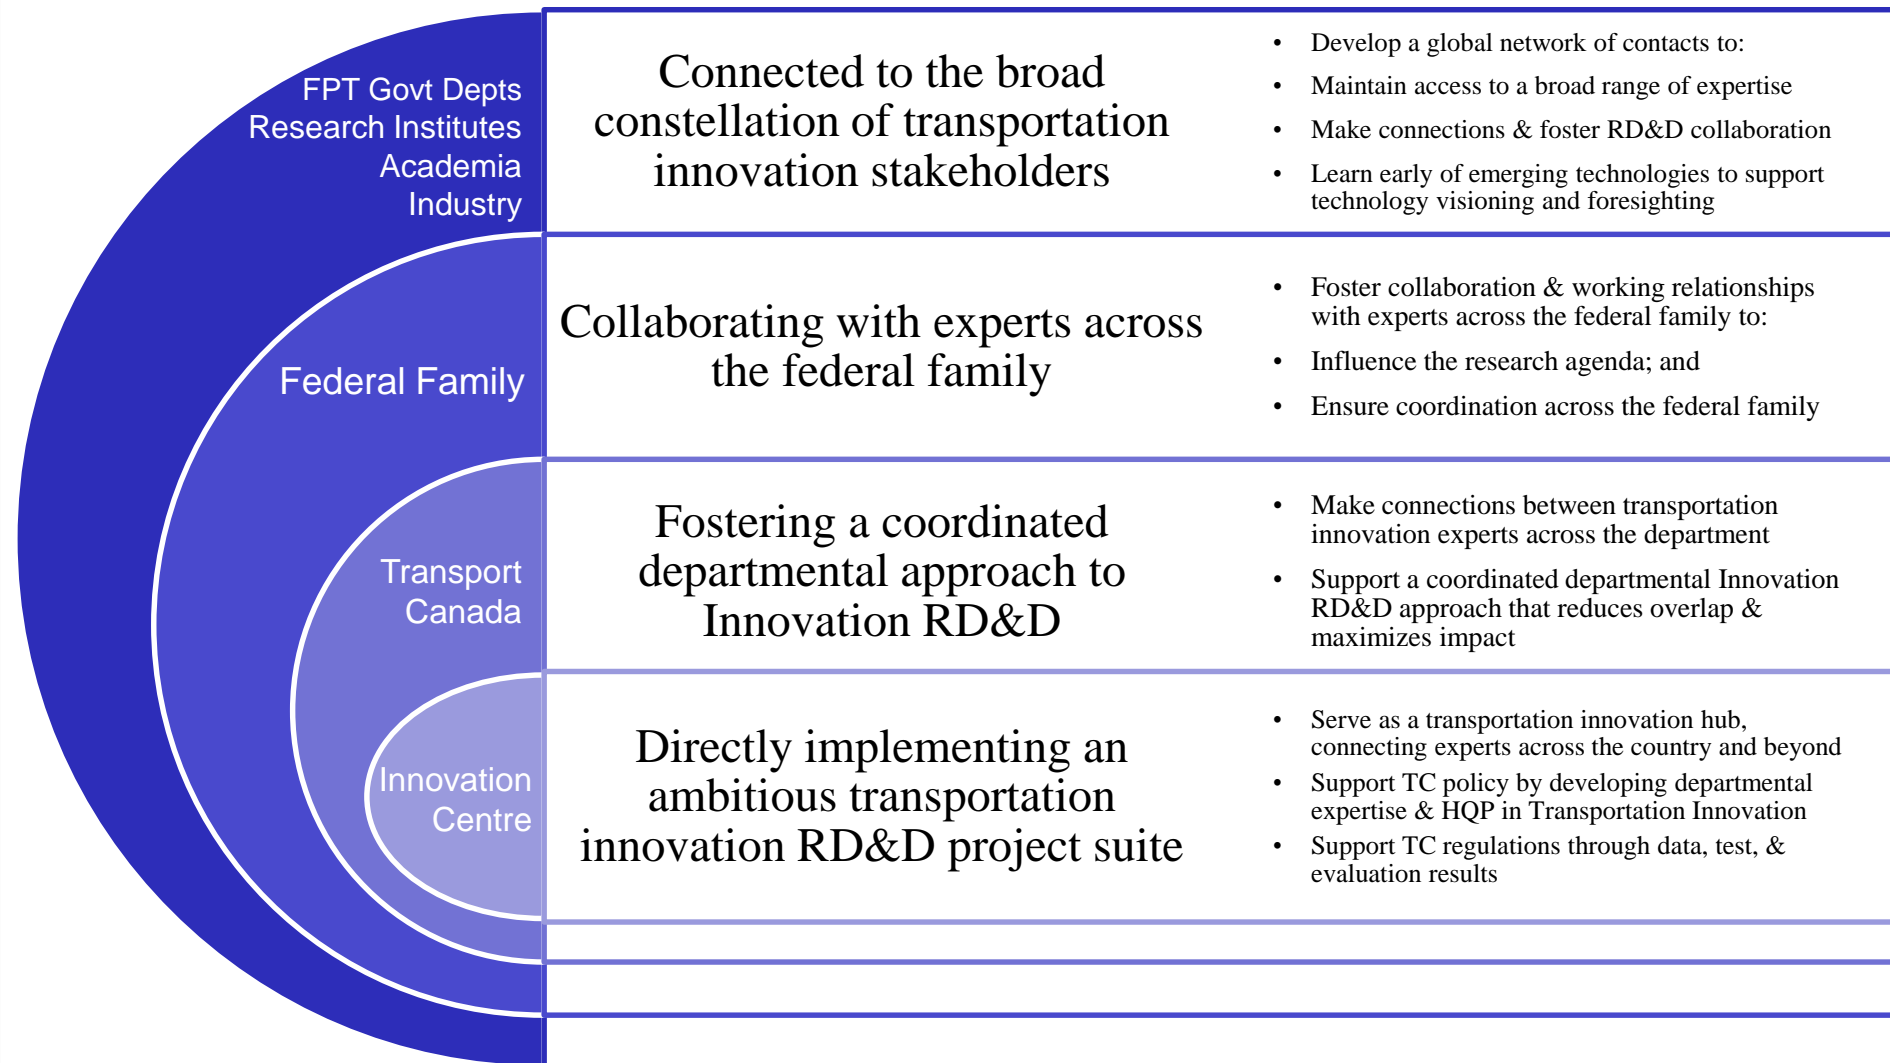 FPT Govt Depts
Research Institutes
Academia
Industry
Connected to the broad
constellation of transportation
innovation stakeholders
• Develop a global network of contacts to:
• Maintain access to a broad range of expertise
• Make connections & foster RD&D collaboration
• Learn early of emerging technologies to support
technology visioning and foresighting
Federal Family
Collaborating with experts across
the federal family
• Foster collaboration & working relationships
with experts across the federal family to:
• Influence the research agenda; and
• Ensure coordination across the federal family
Transport
Canada
Fostering a coordinated
departmental approach to
Innovation RD&D
• Make connections between transportation
innovation experts across the department
• Support a coordinated departmental Innovation
RD&D approach that reduces overlap &
maximizes impact
Innovation
Centre
Directly implementing an
ambitious transportation
innovation RD&D project suite
• Serve as a transportation innovation hub,
connecting experts across the country and beyond
• Support TC policy by developing departmental
expertise & HQP in Transportation Innovation
• Support TC regulations through data, test, &
evaluation results